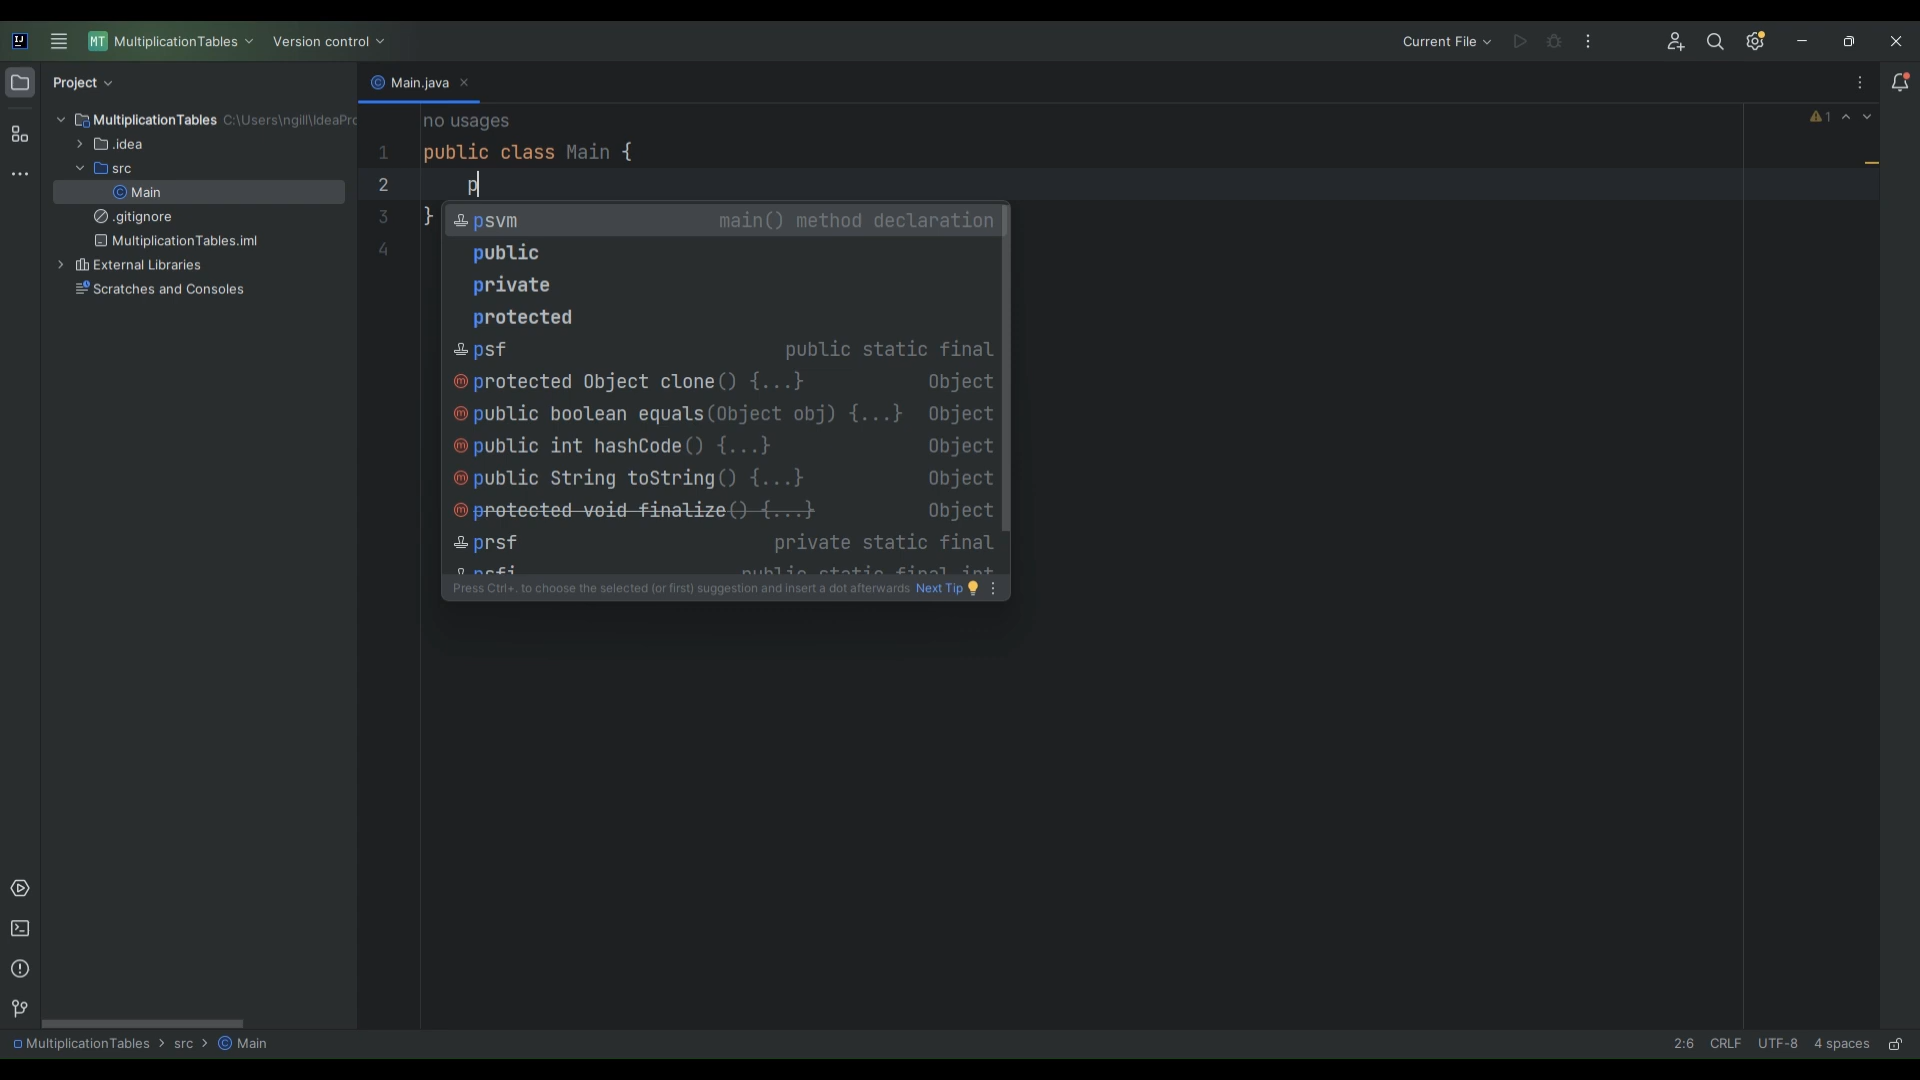 MT MultiplicationTables Version control Current File
Project
Main.java
MultiplicationTables C:\Users\ngill\IdeaPro
.idea
src
Main
.gitignore
MultiplicationTables.iml
External Libraries
Scratches and Consoles
no usages
1
1 public class Main {
2 p
3 }
4
psvm main() method declaration
public
private
protected
psf public static final
protected Object clone() {...} Object
public boolean equals(Object obj) {...} Object
public int hashCode() {...} Object
public String toString() {...} Object
protected void finalize() {...} Object
prsf private static final
psfi public static final int
Press Ctrl+. to choose the selected (or first) suggestion and insert a dot afterwards Next Tip
MultiplicationTables > src > Main 2:6 CRLF UTF-8 4 spaces